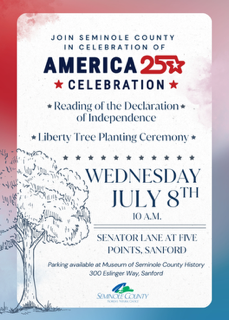 JOIN SEMINOLE COUNTY
IN CELEBRATION OF
AMERICA 250
CELEBRATION
Reading of the Declaration
of Independence
Liberty Tree Planting Ceremony
WEDNESDAY
JULY 8TH
10 A.M.
SENATOR LANE AT FIVE
POINTS, SANFORD
Parking available at Museum of Seminole County History
300 Eslinger Way, Sanford
SEMINOLE COUNTY